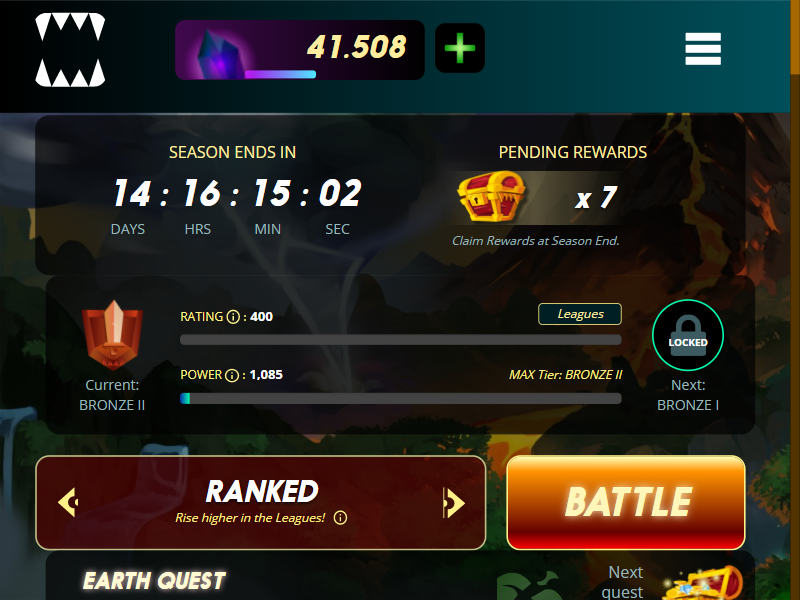 41.508
SEASON ENDS IN
14 : 16 : 15 : 02
DAYS HRS MIN SEC
PENDING REWARDS
x 7
Claim Rewards at Season End.
Current:
BRONZE II
RATING : 400
Leagues
POWER : 1,085
MAX Tier: BRONZE II
LOCKED
Next:
BRONZE I
RANKED
Rise higher in the Leagues!
BATTLE
EARTH QUEST
Next
quest